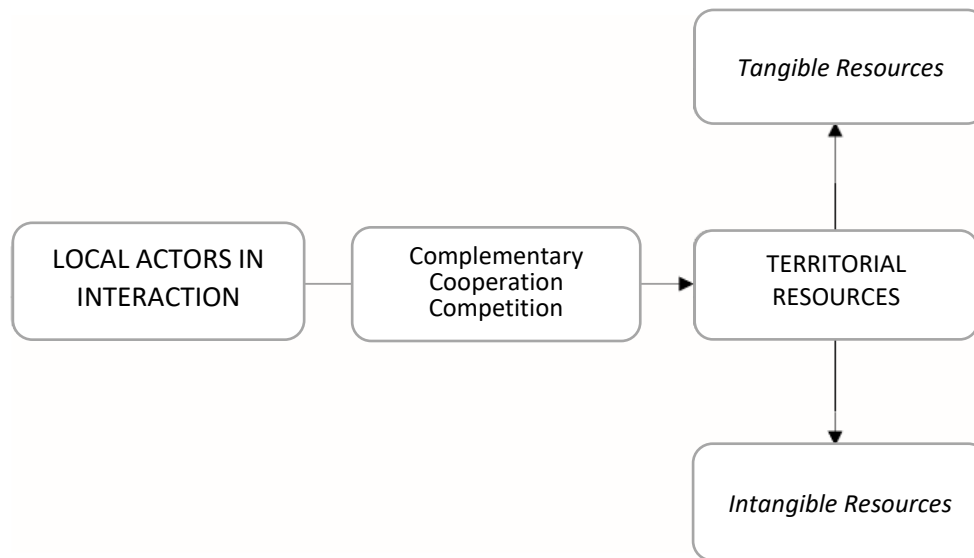 Tangible Resources
LOCAL ACTORS IN
INTERACTION
Complementary
Cooperation
Competition
TERRITORIAL
RESOURCES
Intangible Resources